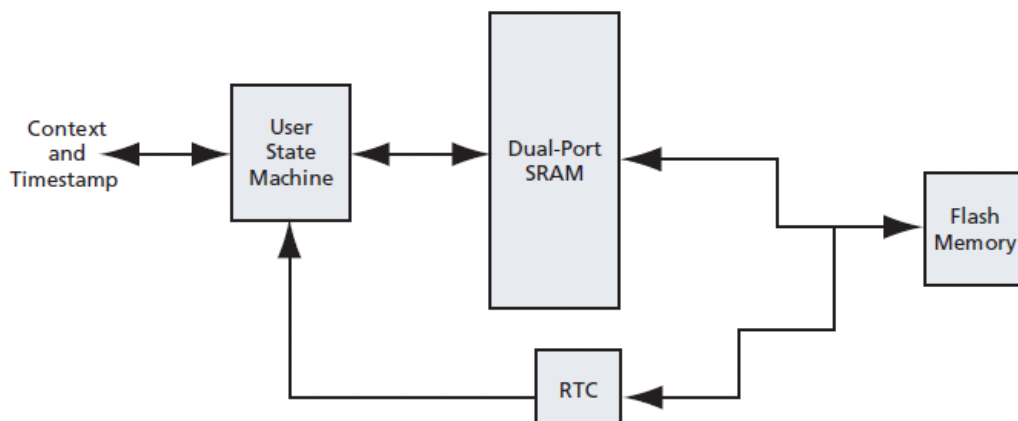 Context
and
Timestamp
User
State
Machine
Dual-Port
SRAM
Flash
Memory
RTC